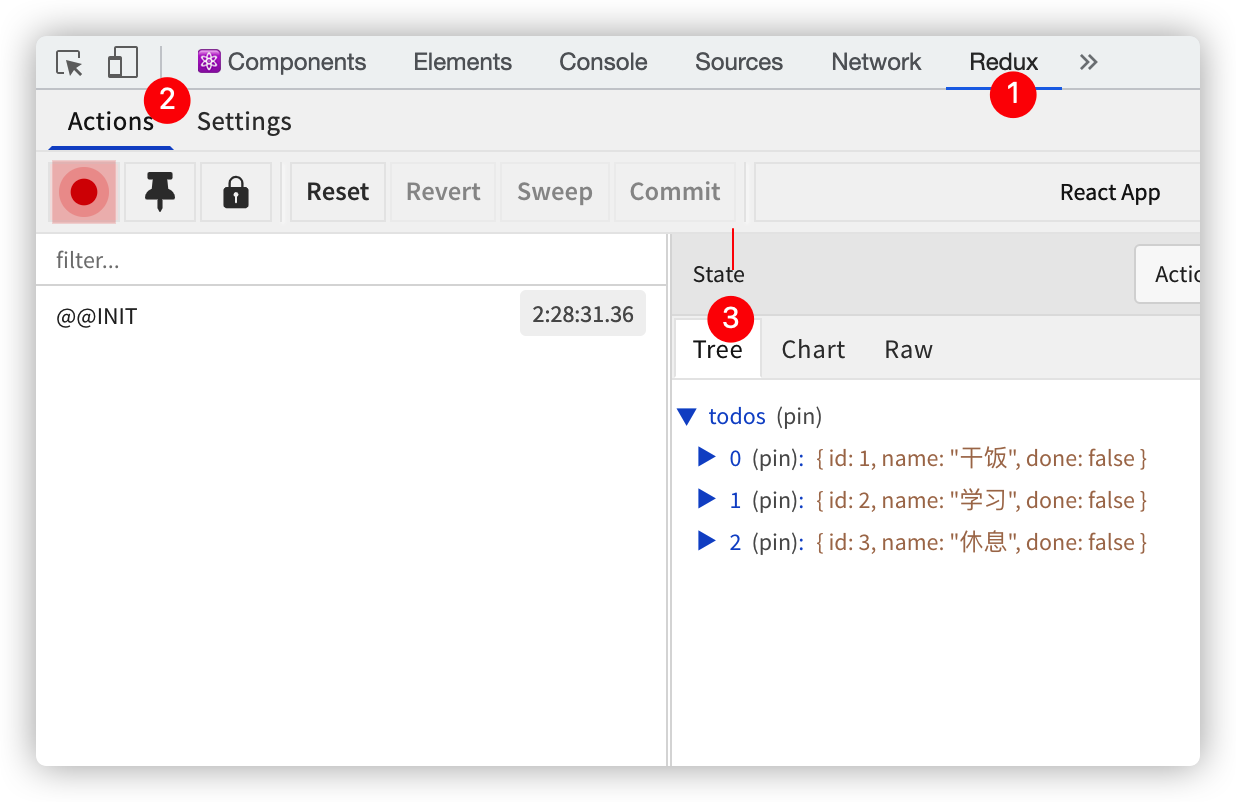 Components Elements Console Sources Network Redux »
1
2
Actions Settings
Reset Revert Sweep Commit React App
filter...
@@INIT 2:28:31.36
State Actio
3
Tree Chart Raw
todos (pin)
0 (pin): { id: 1, name: "干饭", done: false }
1 (pin): { id: 2, name: "学习", done: false }
2 (pin): { id: 3, name: "休息", done: false }